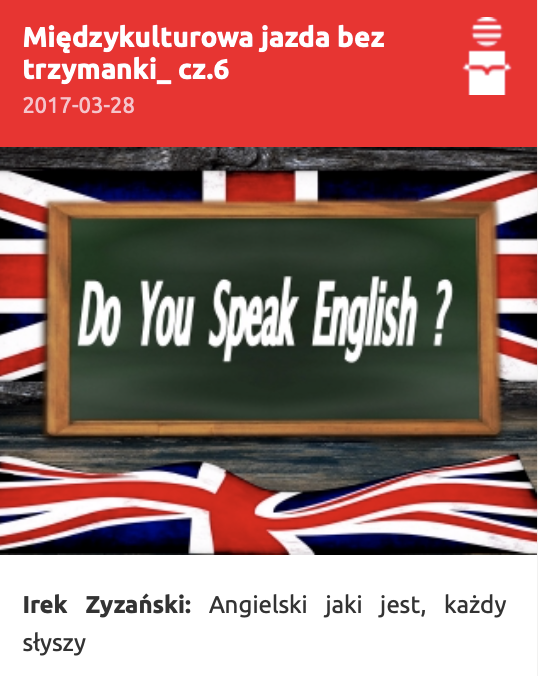 Międzykulturowa jazda bez
trzymanki_ cz.6
2017-03-28
Do You Speak English ?
Irek Zyzański: Angielski jaki jest, każdy
słyszy